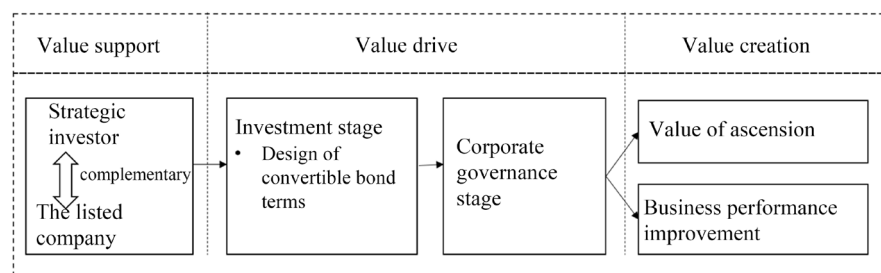 Value support
Value drive
Value creation
Strategic
investor
complementary
The listed
company
Investment stage
• Design of
convertible bond
terms
Corporate
governance
stage
Value of ascension
Business performance
improvement